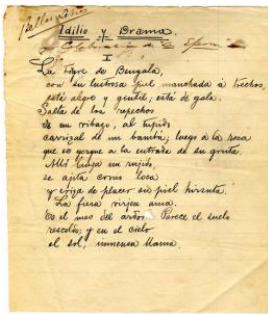 Idilio y Drama
I
La tigre de Bengala,
con su lustrosa piel manchada á trechos,
está alegre y gentil, está de gala.
Salta de los repechos
de un ribazo, al tupido
carrizal de un bambú; luego á la roca
que se yergue á la entrada de su gruta.
Allí lanza un rugido,
se ajita como loca
y eriza de placer su piel hirsuta.
La fiera virjen ama.
Es el mes del ardor. Parece el suelo
rescoldo; y en el cielo
el sol, inmensa llama.